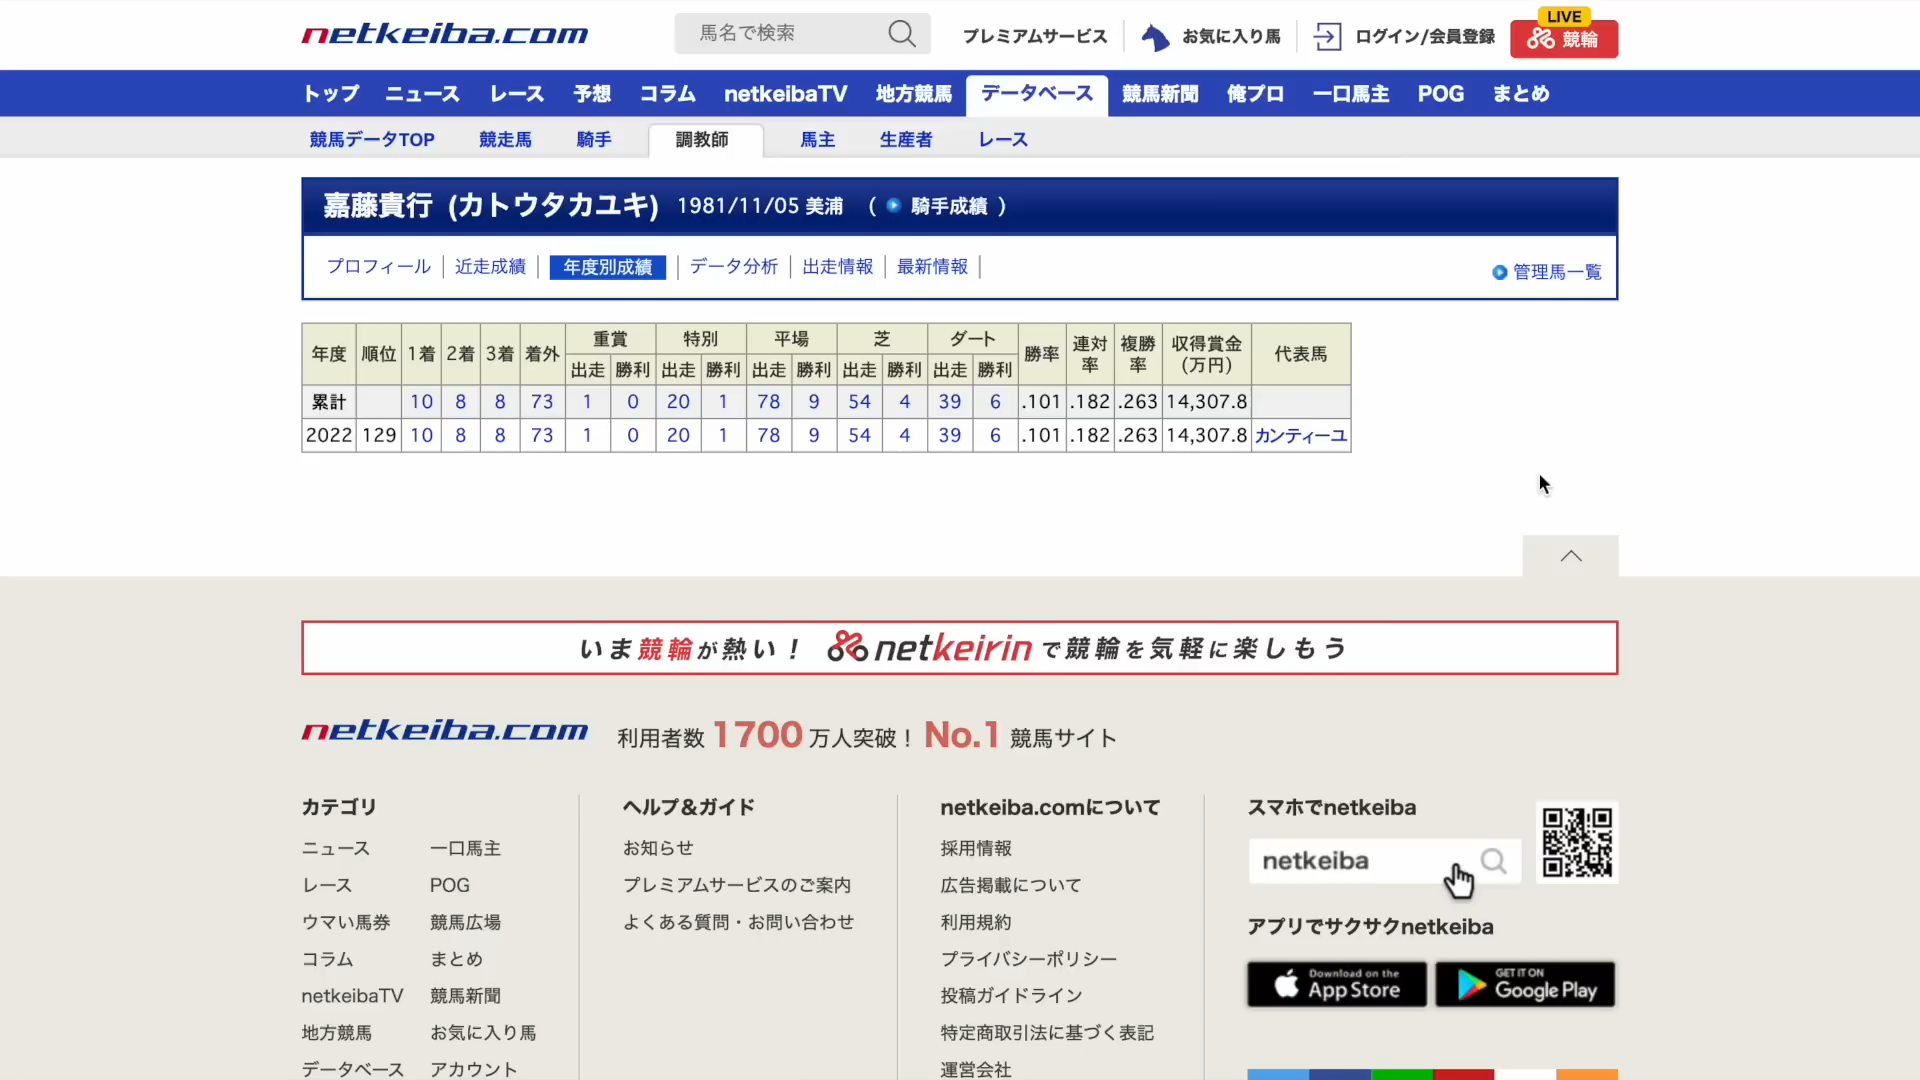 netkeiba.com 馬名で検索 プレミアムサービス お気に入り馬 ログイン/会員登録 LIVE 競輪
トップ ニュース レース 予想 コラム netkeibaTV 地方競馬 データベース 競馬新聞 俺プロ 一口馬主 POG まとめ
競馬データTOP 競走馬 騎手 調教師 馬主 生産者 レース
嘉藤貴行 (カトウタカユキ) 1981/11/05 美浦 ( 騎手成績 )
プロフィール 近走成績 年度別成績 データ分析 出走情報 最新情報
管理馬一覧
年度 順位 1着 2着 3着 着外 重賞 特別 平場 芝 ダート 勝率 連対率 複勝率 収得賞金(万円) 代表馬
出走 勝利 出走 勝利 出走 勝利 出走 勝利 出走 勝利
累計 10 8 8 73 1 0 20 1 78 9 54 4 39 6 .101 .182 .263 14,307.8
2022 129 10 8 8 73 1 0 20 1 78 9 54 4 39 6 .101 .182 .263 14,307.8 カンティーユ
いま競輪が熱い! netkeirin で競輪を気軽に楽しもう
netkeiba.com 利用者数 1700 万人突破! No.1 競馬サイト
カテゴリ
ニュース 一口馬主
レース POG
ウマい馬券 競馬広場
コラム まとめ
netkeibaTV 競馬新聞
地方競馬 お気に入り馬
データベース アカウント
ヘルプ&ガイド
お知らせ
プレミアムサービスのご案内
よくある質問・お問い合わせ
netkeiba.comについて
採用情報
広告掲載について
利用規約
プライバシーポリシー
投稿ガイドライン
特定商取引法に基づく表記
運営会社
スマホでnetkeiba
netkeiba
アプリでサクサクnetkeiba
Download on the App Store
GET IT ON Google Play